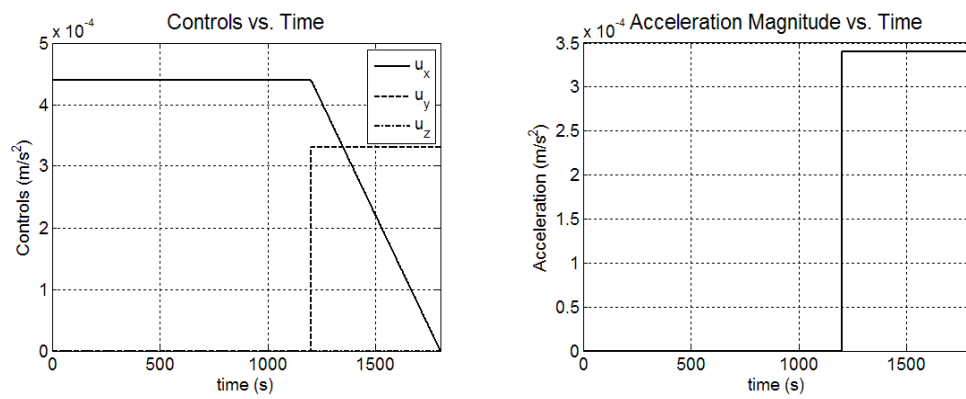 Controls vs. Time
5 x 10^-4
4
3
2
1
0
Controls (m/s^2)
u_x
u_y
u_z
0 500 1000 1500
time (s)
Acceleration Magnitude vs. Time
3.5 x 10^-4
3
2.5
2
1.5
1
0.5
0
Acceleration (m/s^2)
0 500 1000 1500
time (s)